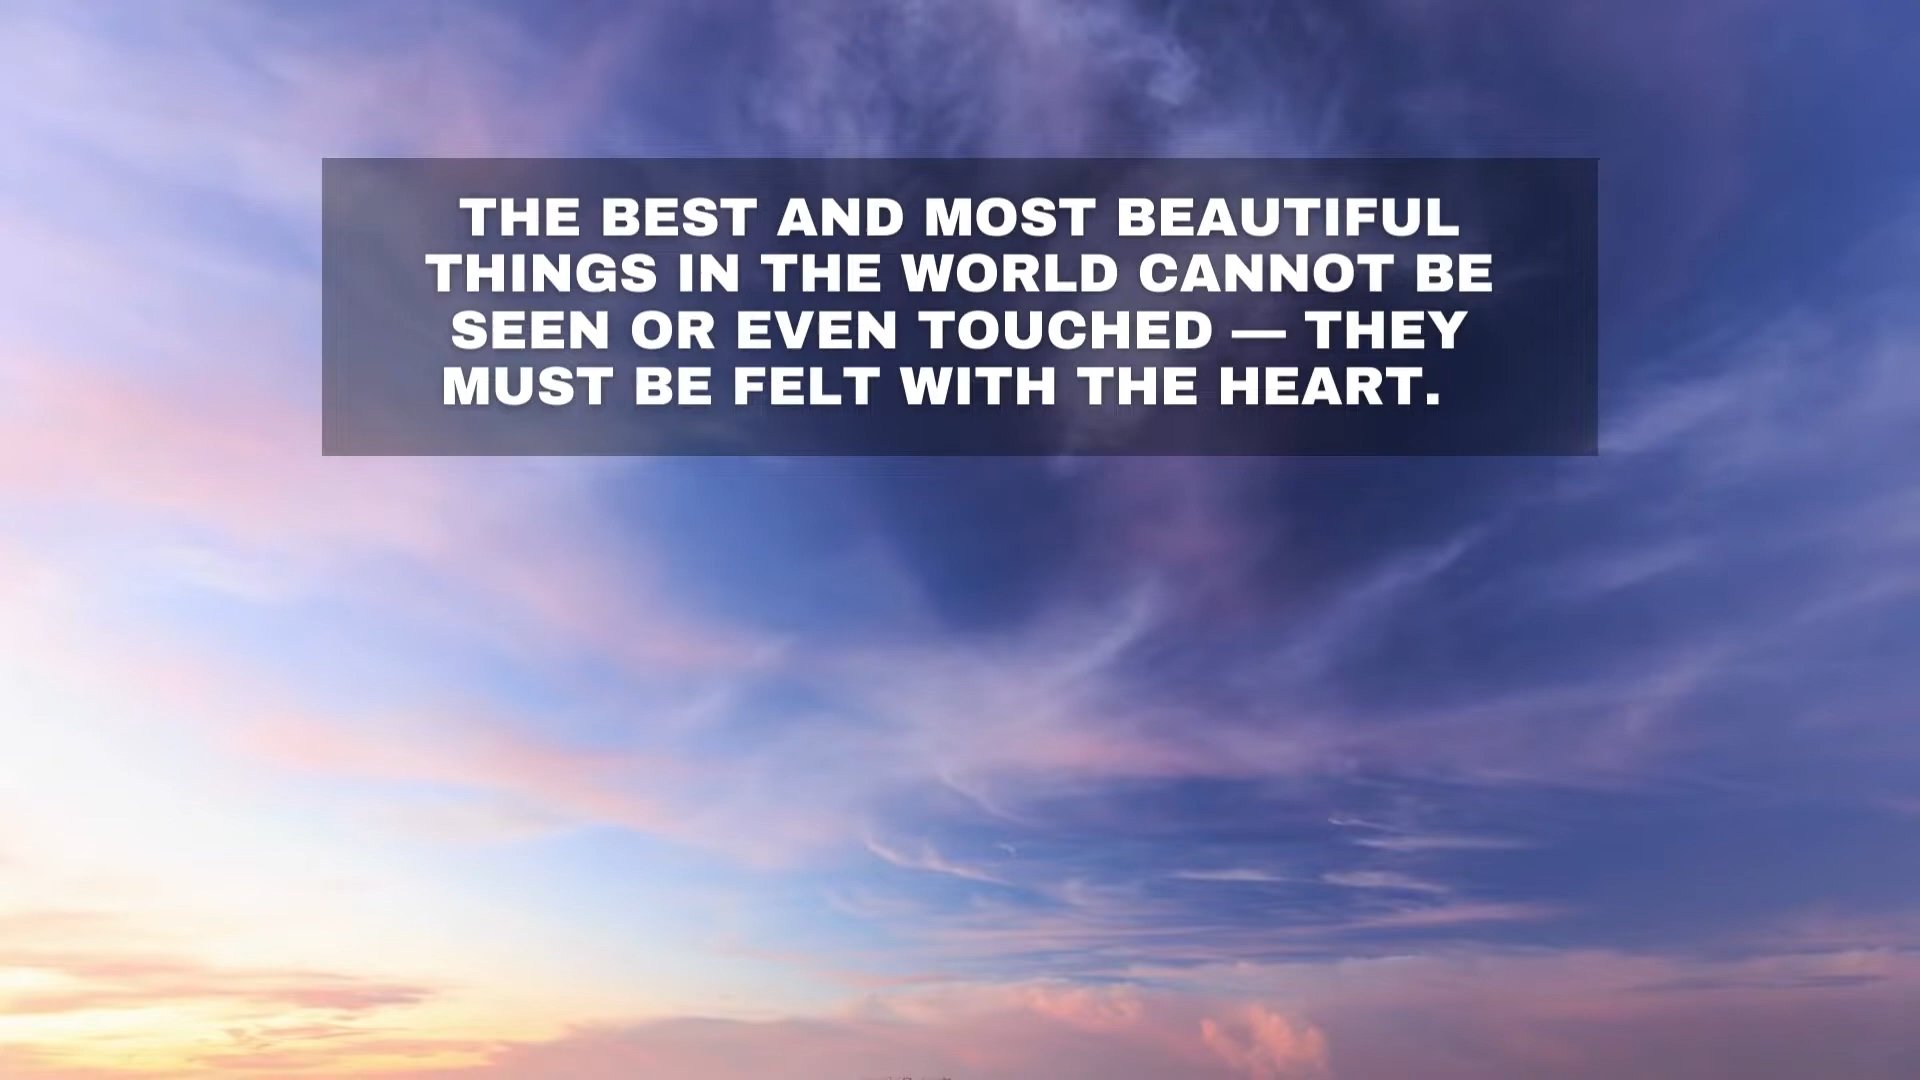 THE BEST AND MOST BEAUTIFUL
THINGS IN THE WORLD CANNOT BE
SEEN OR EVEN TOUCHED — THEY
MUST BE FELT WITH THE HEART.